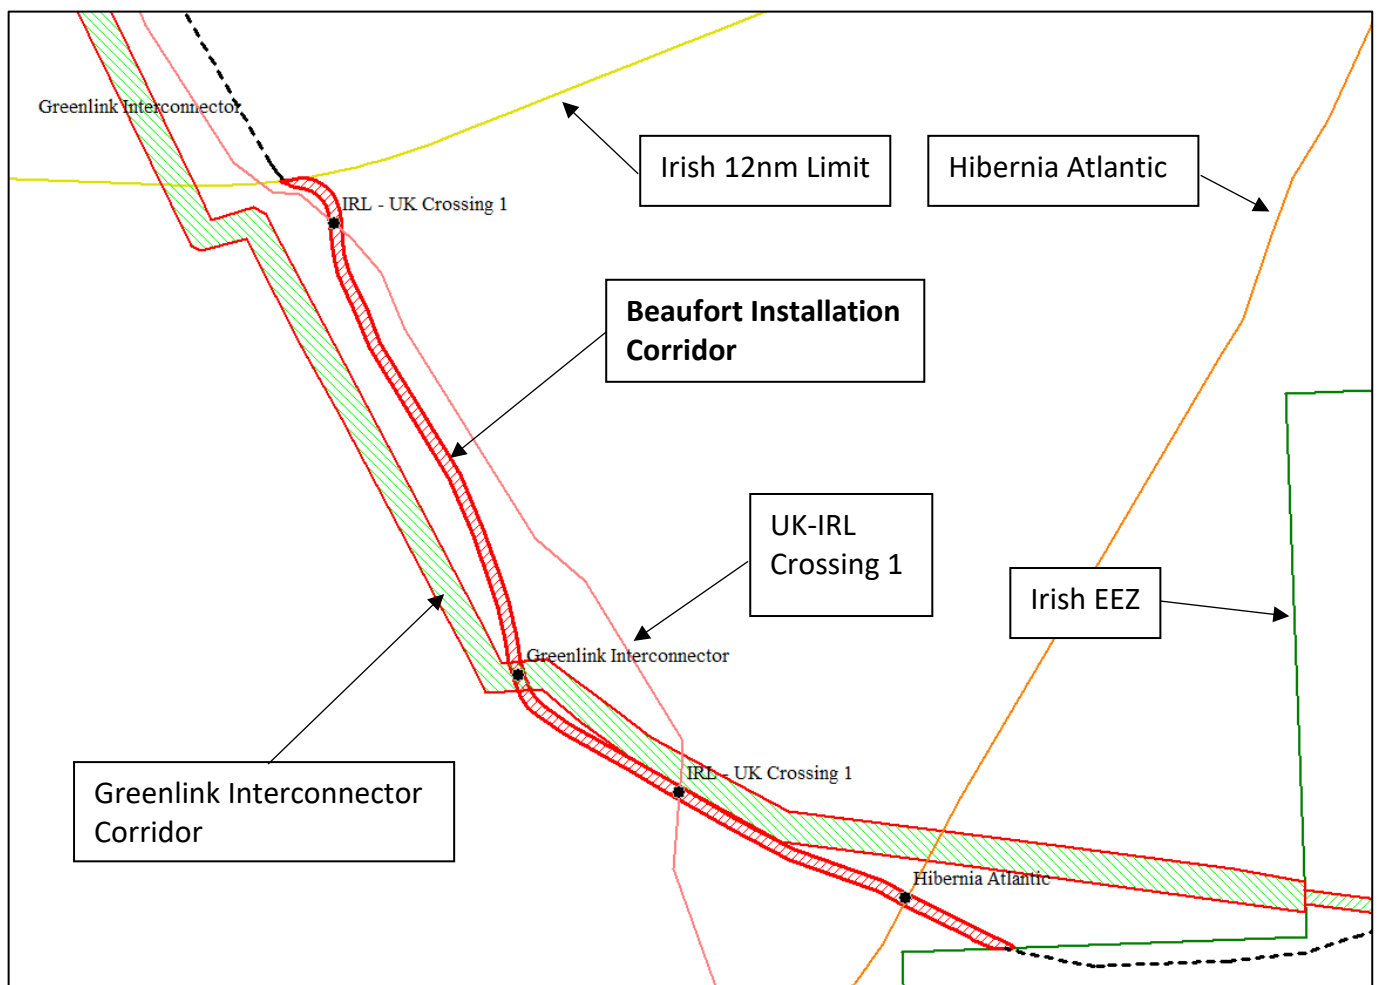 Greenlink Interconnector
Irish 12nm Limit
Hibernia Atlantic
IRL - UK Crossing 1
Beaufort Installation
Corridor
UK-IRL
Crossing 1
Irish EEZ
Greenlink Interconnector
IRL - UK Crossing 1
Greenlink Interconnector
Corridor
Hibernia Atlantic